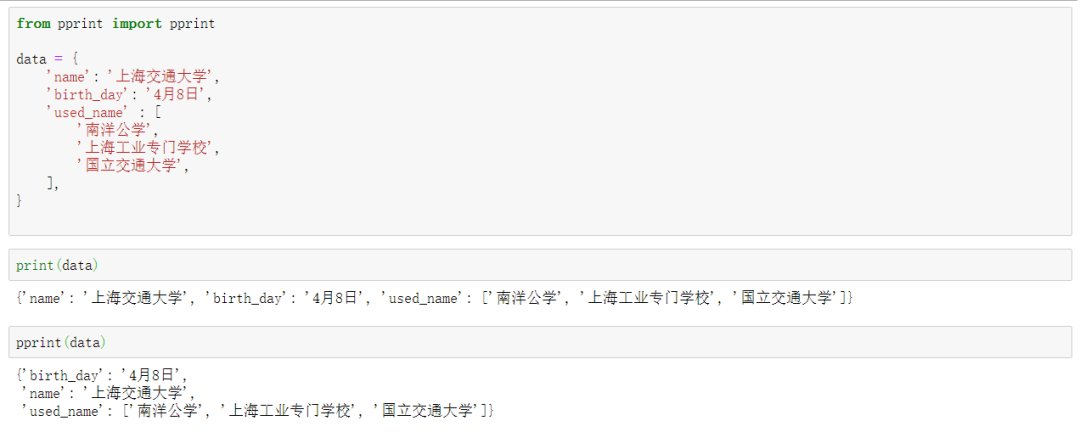 from pprint import pprint
data = {
    'name': '上海交通大学',
    'birth_day': '4月8日',
    'used_name' : [
        '南洋公学',
        '上海工业专门学校',
        '国立交通大学',
    ],
}
print(data)
{'name': '上海交通大学', 'birth_day': '4月8日', 'used_name': ['南洋公学', '上海工业专门学校', '国立交通大学']}
pprint(data)
{'birth_day': '4月8日',
 'name': '上海交通大学',
 'used_name': ['南洋公学', '上海工业专门学校', '国立交通大学']}